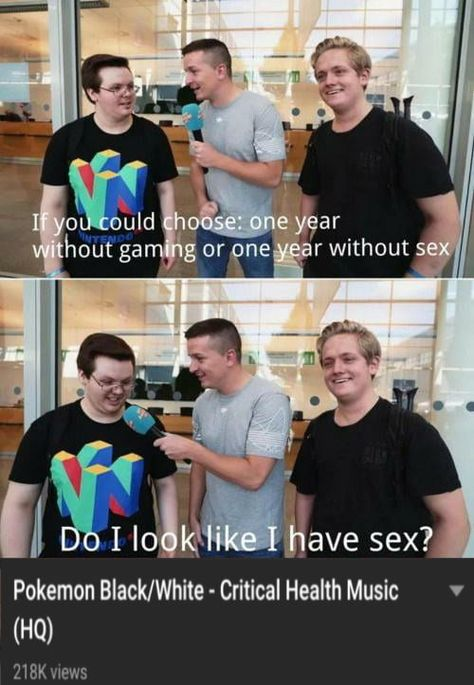 If you could choose: one year
without gaming or one year without sex
NINTENDO
Do I look like I have sex?
Pokemon Black/White - Critical Health Music
(HQ)
218K views